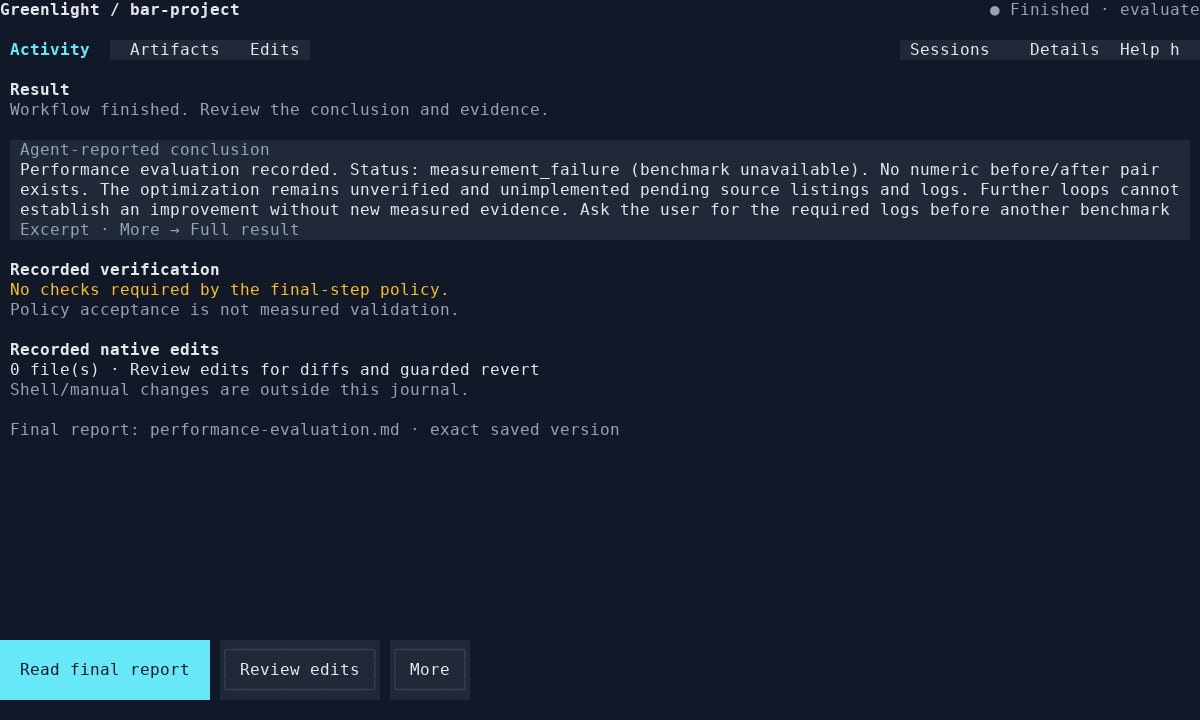 Greenlight / bar-project ● Finished · evaluate
Activity Artifacts Edits Sessions Details Help h
Result
Workflow finished. Review the conclusion and evidence.
Agent-reported conclusion
Performance evaluation recorded. Status: measurement_failure (benchmark unavailable). No numeric before/after pair
exists. The optimization remains unverified and unimplemented pending source listings and logs. Further loops cannot
establish an improvement without new measured evidence. Ask the user for the required logs before another benchmark
Excerpt · More → Full result
Recorded verification
No checks required by the final-step policy.
Policy acceptance is not measured validation.
Recorded native edits
0 file(s) · Review edits for diffs and guarded revert
Shell/manual changes are outside this journal.
Final report: performance-evaluation.md · exact saved version
Read final report Review edits More